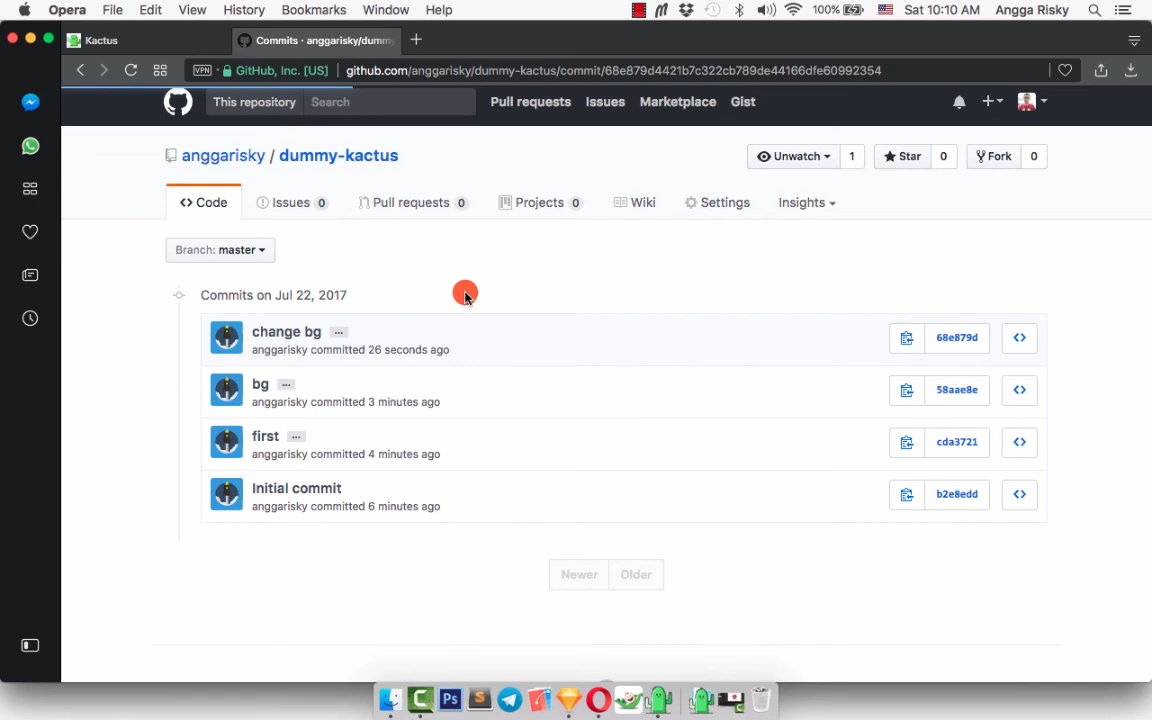 Opera File Edit View History Bookmarks Window Help 100% Sat 10:10 AM Angga Risky
Kactus Commits · anggarisky/dumm
VPN GitHub, Inc. [US] github.com/anggarisky/dummy-kactus/commit/68e879d4421b7c322cb789de44166dfe60992354
This repository Search Pull requests Issues Marketplace Gist
anggarisky / dummy-kactus Unwatch 1 Star 0 Fork 0
<> Code Issues 0 Pull requests 0 Projects 0 Wiki Settings Insights
Branch: master
Commits on Jul 22, 2017
change bg ... 68e879d <>
anggarisky committed 26 seconds ago
bg ... 58aae8e <>
anggarisky committed 3 minutes ago
first ... cda3721 <>
anggarisky committed 4 minutes ago
Initial commit b2e8edd <>
anggarisky committed 6 minutes ago
Newer Older
Ps S